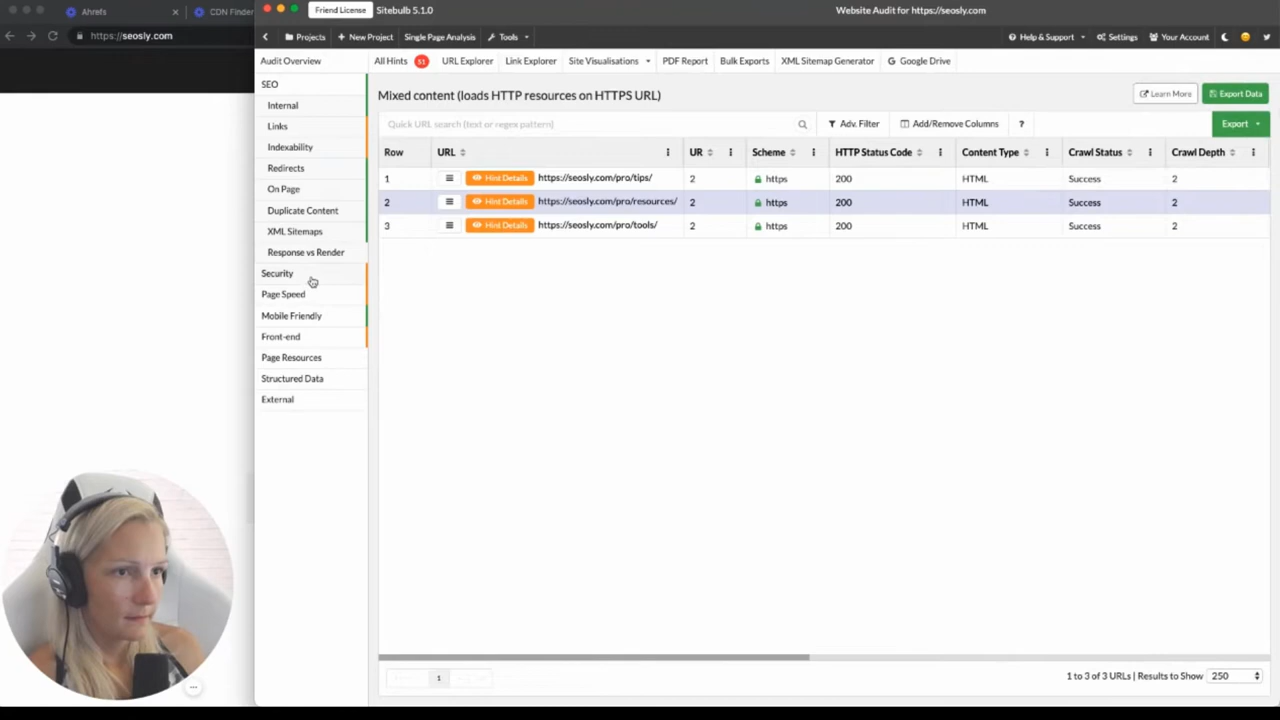 Ahrefs
CDN Finder
https://seosly.com
Friend License
Sitebulb 5.1.0
Website Audit for https://seosly.com
Projects
New Project
Single Page Analysis
Tools
Help & Support
Settings
Your Account
Audit Overview
All Hints 51
URL Explorer
Link Explorer
Site Visualisations
PDF Report
Bulk Exports
XML Sitemap Generator
Google Drive
SEO
Internal
Links
Indexability
Redirects
On Page
Duplicate Content
XML Sitemaps
Response vs Render
Security
Page Speed
Mobile Friendly
Front-end
Page Resources
Structured Data
External
Mixed content (loads HTTP resources on HTTPS URL)
Learn More
Export Data
Quick URL search (text or regex pattern)
Adv. Filter
Add/Remove Columns
?
Export
Row URL UR Scheme HTTP Status Code Content Type Crawl Status Crawl Depth
1 Hint Details https://seosly.com/pro/tips/ 2 https 200 HTML Success 2
2 Hint Details https://seosly.com/pro/resources/ 2 https 200 HTML Success 2
3 Hint Details https://seosly.com/pro/tools/ 2 https 200 HTML Success 2
1
1 to 3 of 3 URLs | Results to Show 250